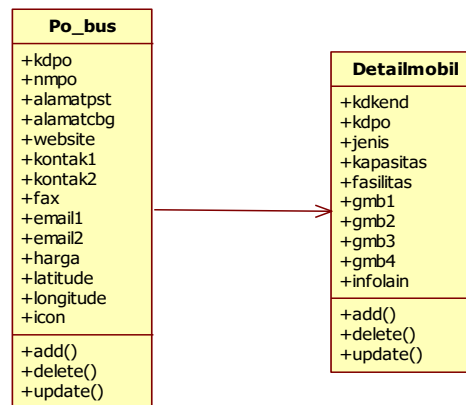 Po_bus
+kdpo
+nmpo
+alamatpst
+alamatcbg
+website
+kontak1
+kontak2
+fax
+email1
+email2
+harga
+latitude
+longitude
+icon
+add()
+delete()
+update()
Detailmobil
+kdkend
+kdpo
+jenis
+kapasitas
+fasilitas
+gmb1
+gmb2
+gmb3
+gmb4
+infolain
+add()
+delete()
+update()